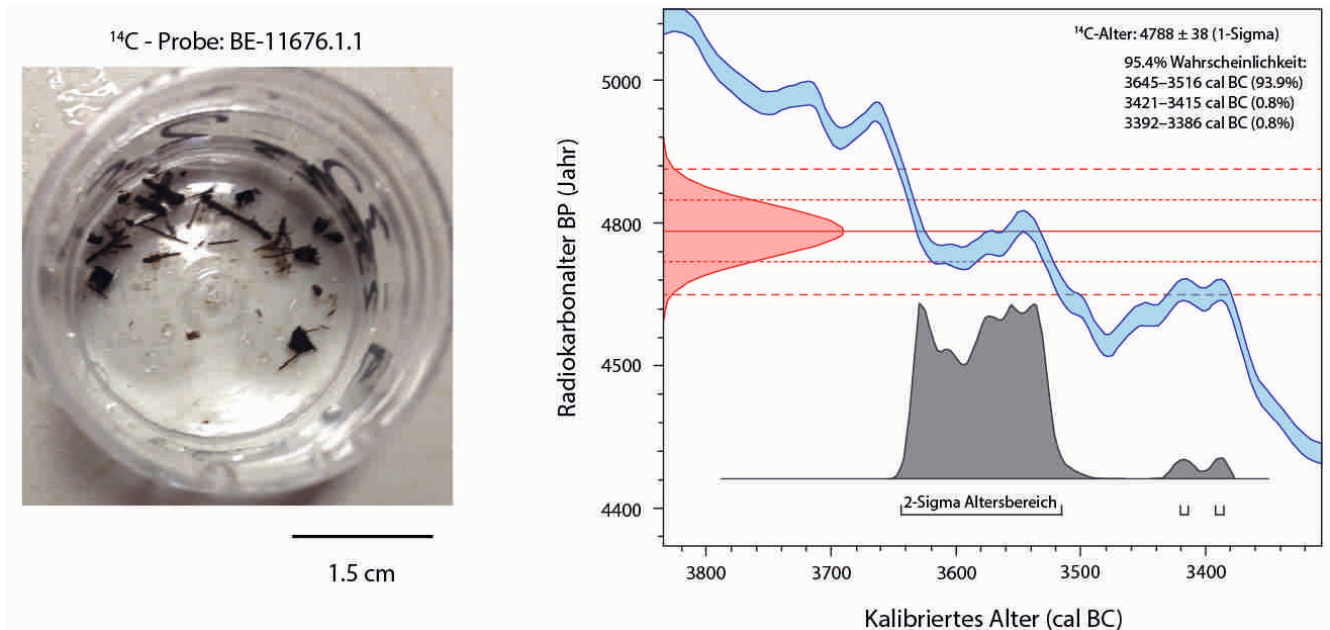 ¹⁴C - Probe: BE-11676.1.1
1.5 cm
Radiokarbonalter BP (Jahr)
5000
4800
4500
4400
¹⁴C-Alter: 4788 ± 38 (1-Sigma)
95.4% Wahrscheinlichkeit:
3645–3516 cal BC (93.9%)
3421–3415 cal BC (0.8%)
3392–3386 cal BC (0.8%)
2-Sigma Altersbereich
3800 3700 3600 3500 3400
Kalibriertes Alter (cal BC)